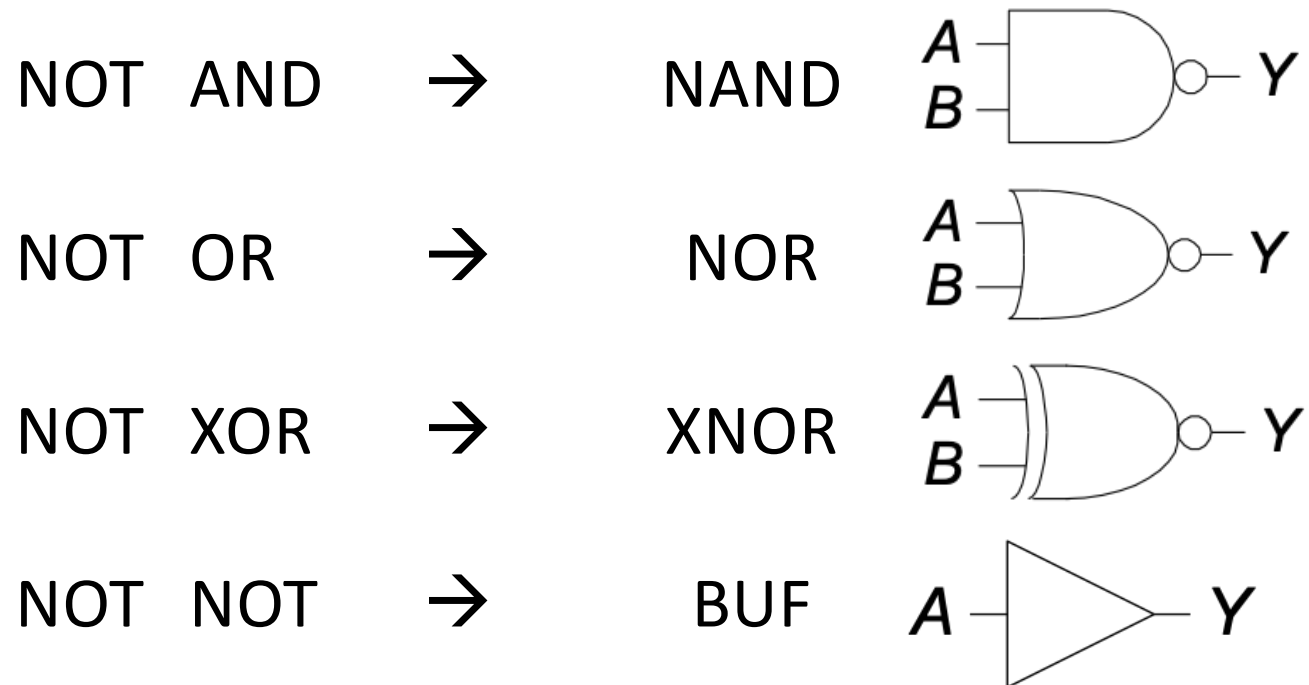 NOT AND → NAND A B Y
NOT OR → NOR A B Y
NOT XOR → XNOR A B Y
NOT NOT → BUF A Y